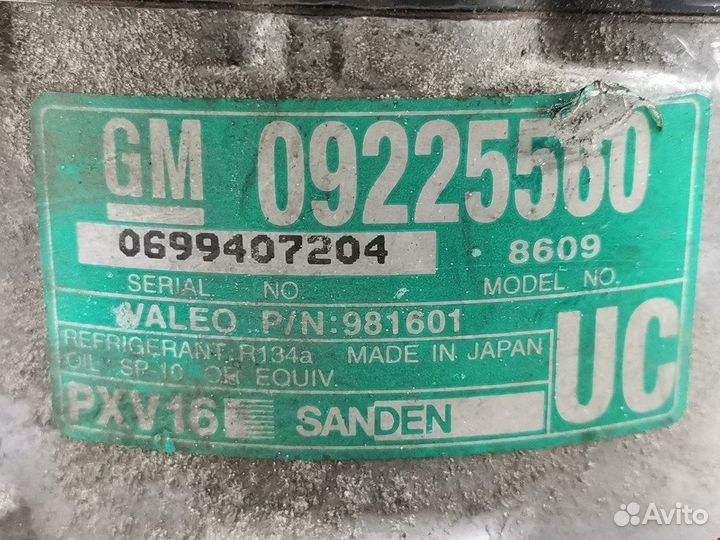 GM 09225580
0699407204 8609
SERIAL NO. MODEL NO.
VALEO P/N:981601
REFRIGERANT:R134a MADE IN JAPAN
OIL SP-10 OR EQUIV.
UC
PXV16 SANDEN
Avito